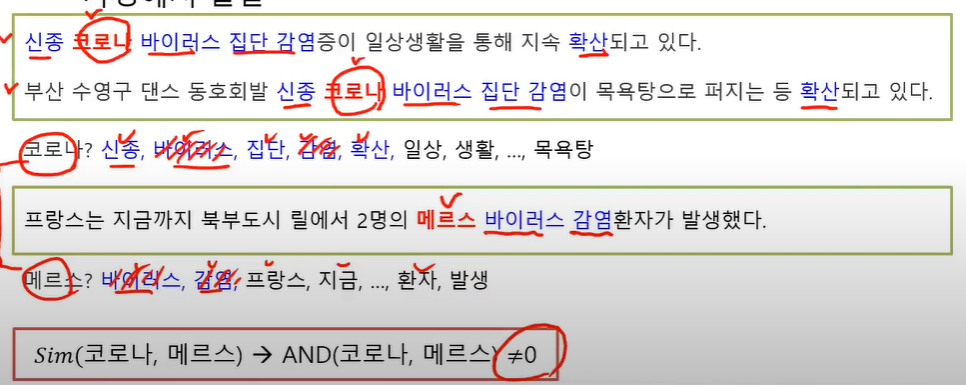 신종 코로나 바이러스 집단 감염증이 일상생활을 통해 지속 확산되고 있다.
부산 수영구 댄스 동호회발 신종 코로나 바이러스 집단 감염이 목욕탕으로 퍼지는 등 확산되고 있다.
코로나? 신종, 바이러스, 집단, 감염, 확산, 일상, 생활, ..., 목욕탕
프랑스는 지금까지 북부도시 릴에서 2명의 메르스 바이러스 감염환자가 발생했다.
메르스? 바이러스, 감염, 프랑스, 지금, ..., 환자, 발생
Sim(코로나, 메르스) → AND(코로나, 메르스) ≠0